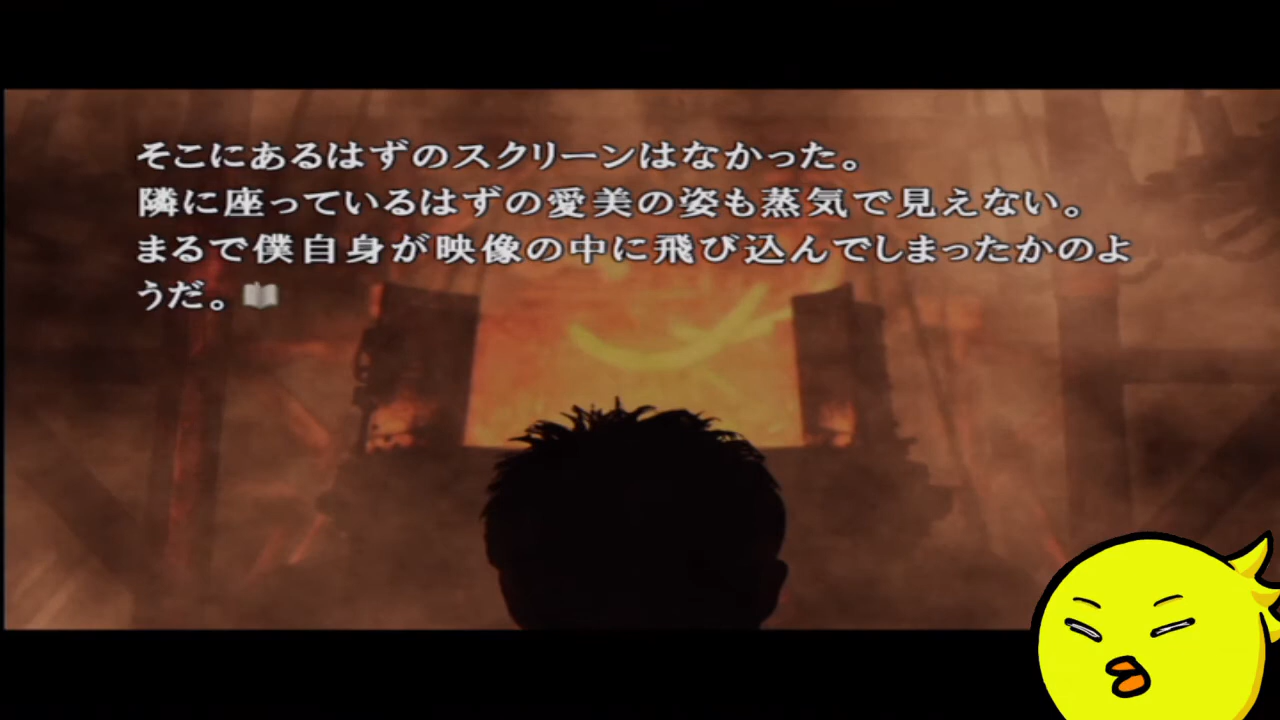 そこにあるはずのスクリーンはなかった。
隣に座っているはずの愛美の姿も蒸気で見えない。
まるで僕自身が映像の中に飛び込んでしまったかのよ
うだ。